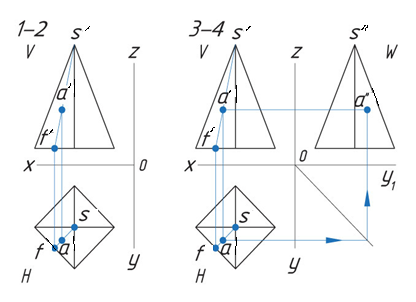 1–2
V
s′
z
a′
f′
x
0
s
f
a
H
y
3–4
V
s′
z
s″
W
a′
a″
f′
x
0
y₁
s
f
a
H
y